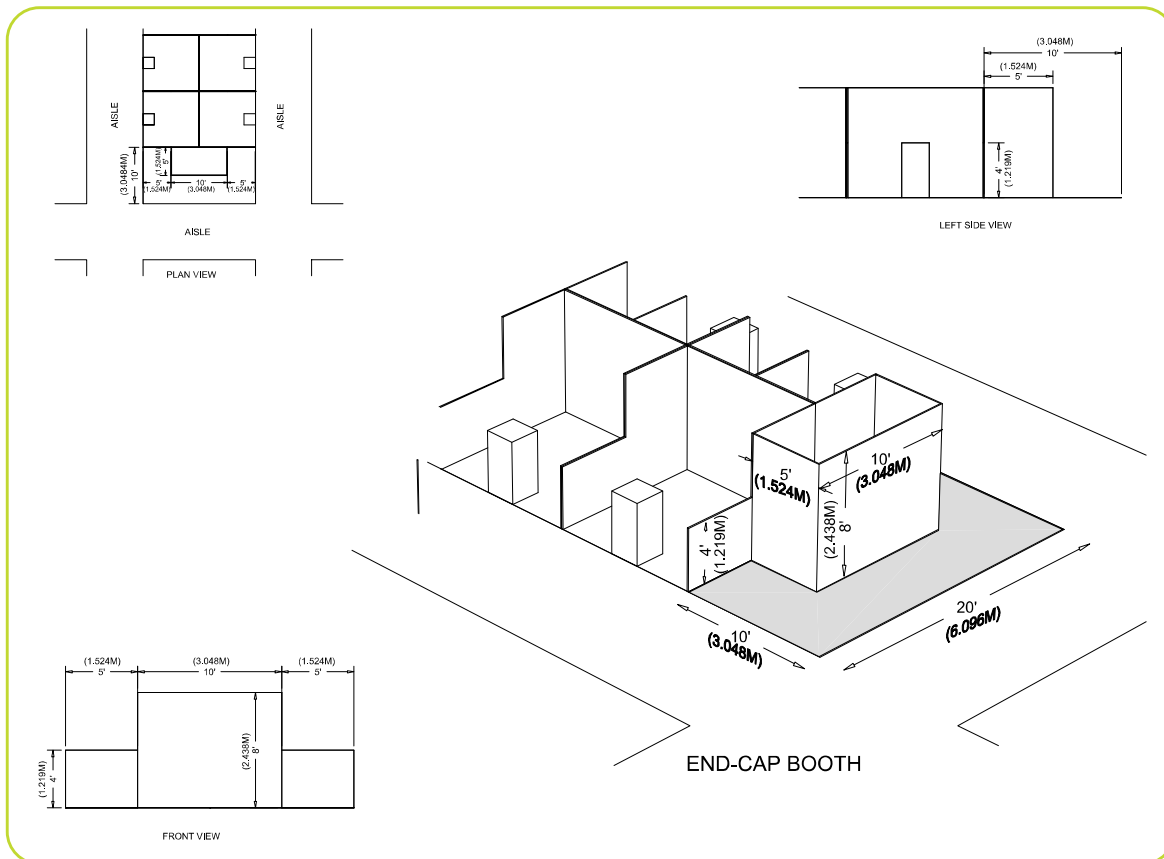 AISLE
AISLE
(3.0484M)
10'
(1.524M)
5'
5'
(1.524M)
10'
(3.048M)
5'
(1.524M)
AISLE
PLAN VIEW
(3.048M)
10'
(1.524M)
5'
4'
(1.219M)
LEFT SIDE VIEW
5'
(1.524M)
10'
(3.048M)
(2.438M)
8'
4'
(1.219M)
10'
(3.048M)
20'
(6.096M)
END-CAP BOOTH
(1.524M)
5'
(3.048M)
10'
(1.524M)
5'
(1.219M)
4'
(2.438M)
8'
FRONT VIEW